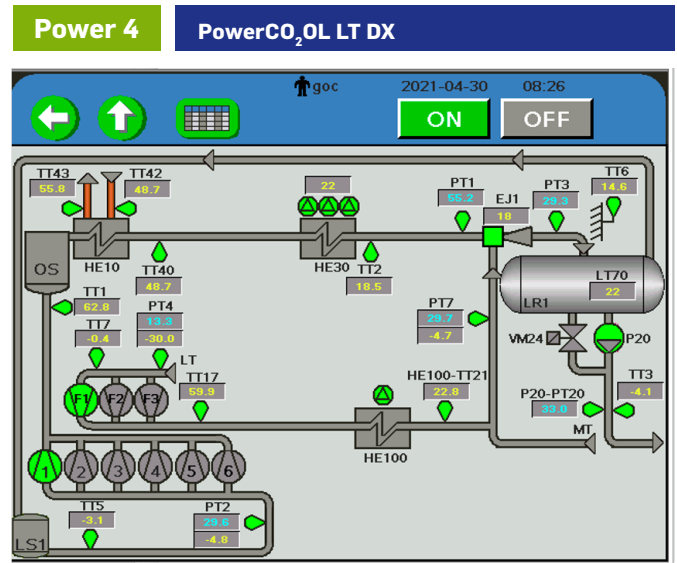 Power 4 PowerCO₂OL LT DX
goc 2021-04-30 08:26
ON OFF
TT43 TT42 TT6
55.8 48.7 22 PT1 PT3 14.6
55.2 EJ1 29.3
18
OS HE10 TT40 HE30 TT2 LT70
48.7 18.5 22
LR1
TT1 PT4 PT7
62.8 13.3 29.7
TT7 -30.0 -4.7 VM24 P20
-0.4
LT
TT17 HE100-TT21 TT3
F1 F2 F3 59.9 22.8 P20-PT20 -4.1
33.0
MT
HE100
1 2 3 4 5 6
TT5 PT2
-3.1 29.6
-4.8
LS1